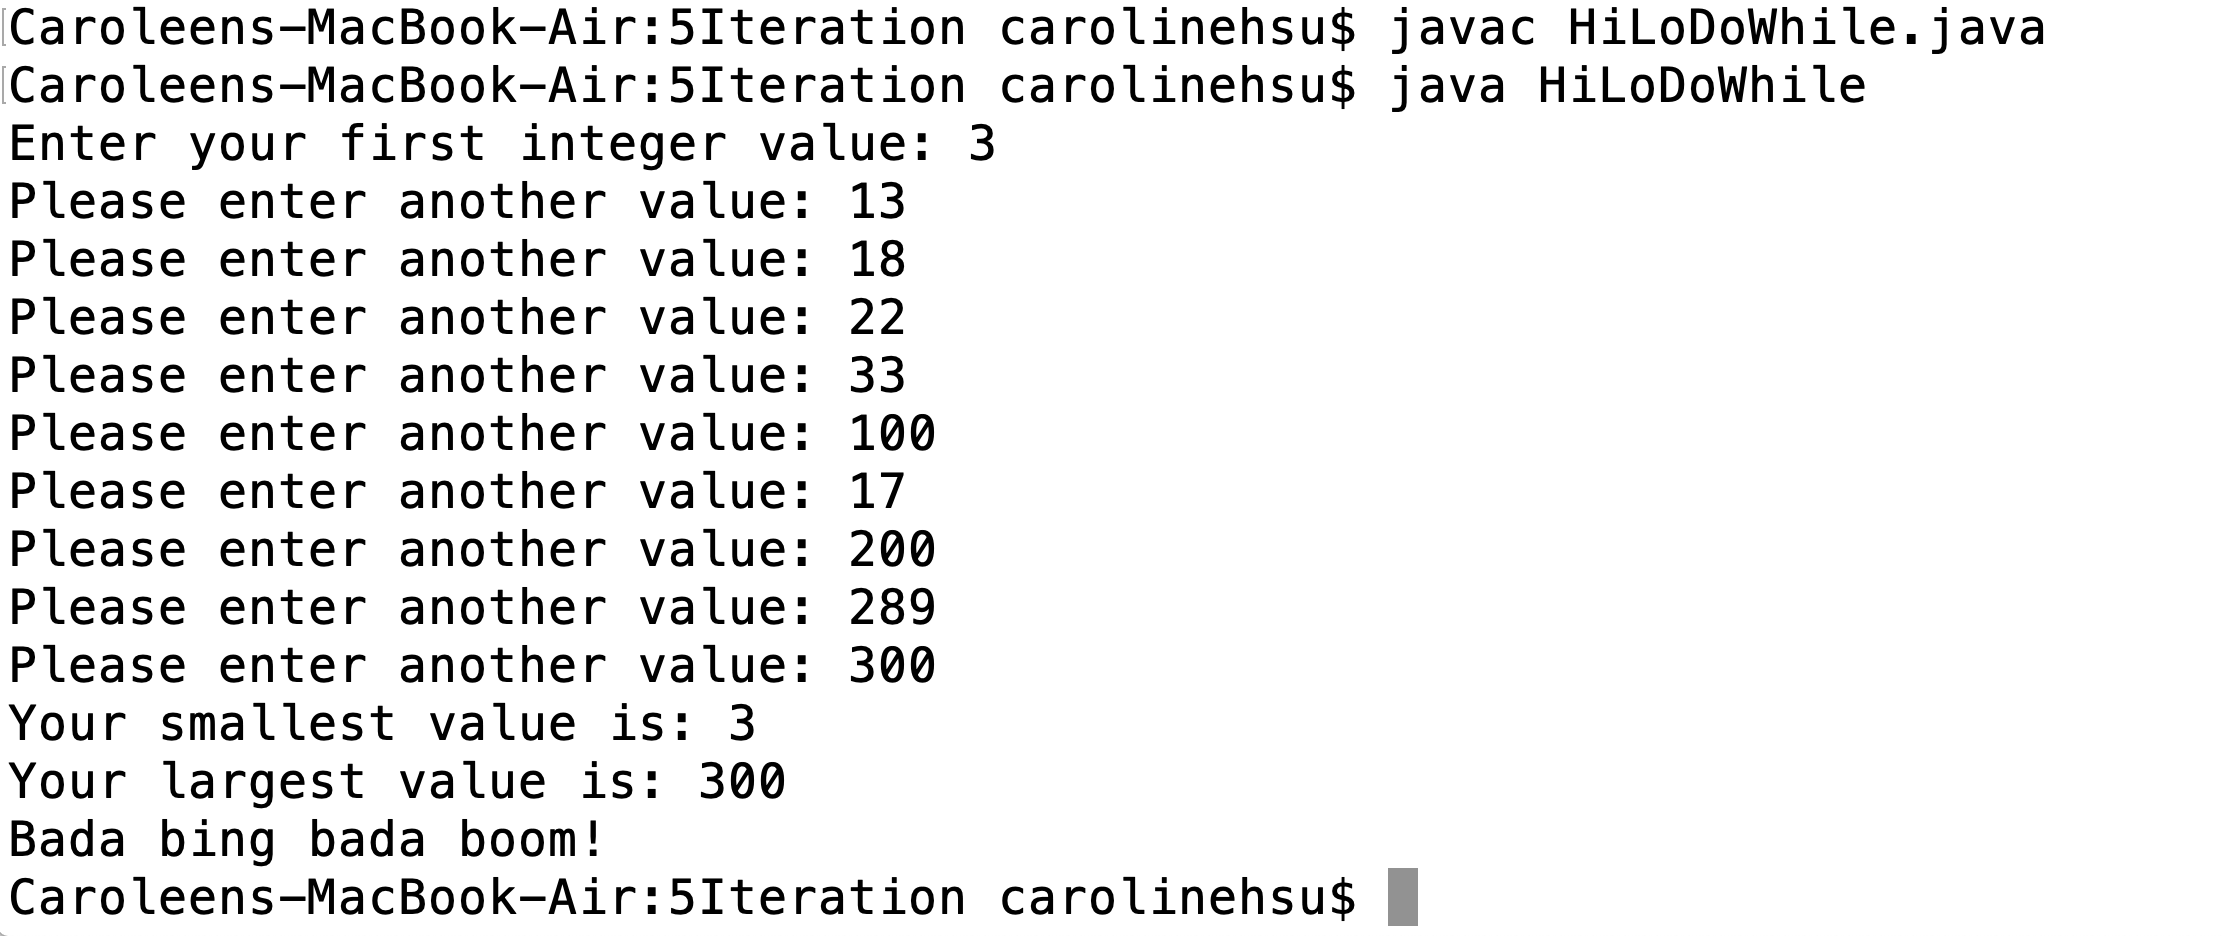 Caroleens-MacBook-Air:5Iteration carolinehsu$ javac HiLoDoWhile.java
Caroleens-MacBook-Air:5Iteration carolinehsu$ java HiLoDoWhile
Enter your first integer value: 3
Please enter another value: 13
Please enter another value: 18
Please enter another value: 22
Please enter another value: 33
Please enter another value: 100
Please enter another value: 17
Please enter another value: 200
Please enter another value: 289
Please enter another value: 300
Your smallest value is: 3
Your largest value is: 300
Bada bing bada boom!
Caroleens-MacBook-Air:5Iteration carolinehsu$